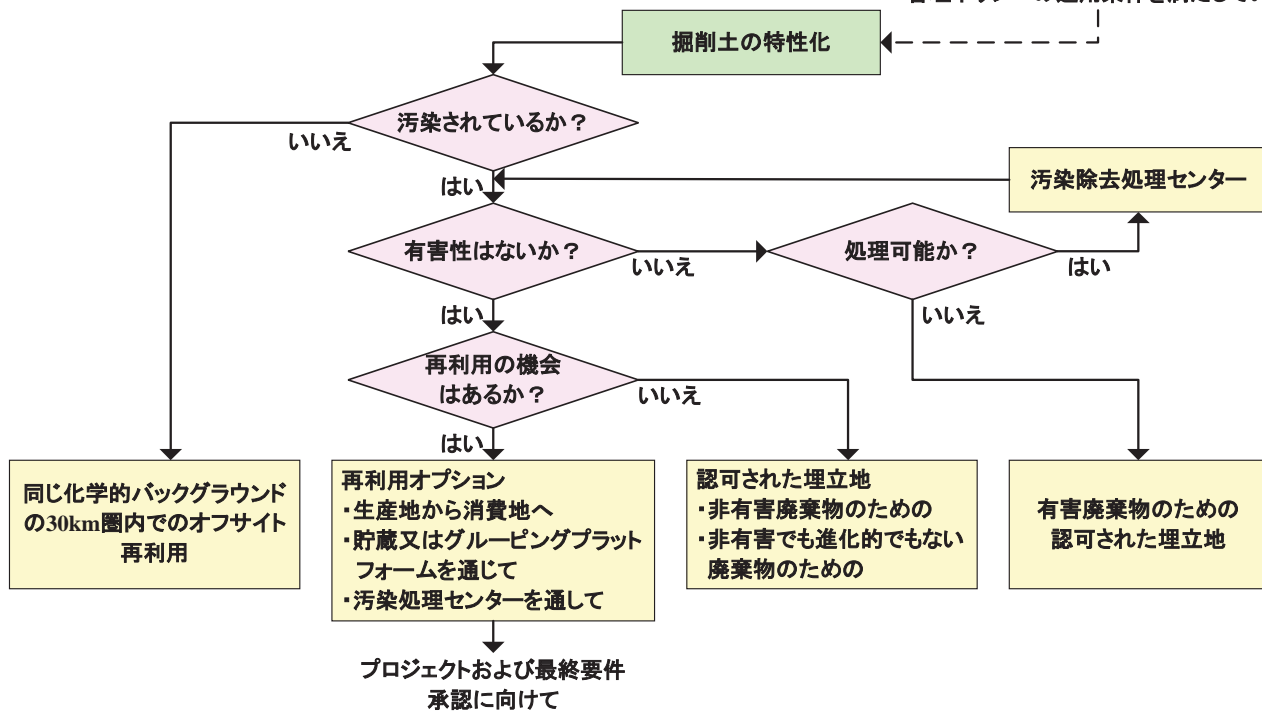 掘削土の特性化
汚染されているか？
いいえ
はい
汚染除去処理センター
有害性はないか？
いいえ
処理可能か？
はい
はい
いいえ
再利用の機会
はあるか？
いいえ
はい
同じ化学的バックグラウンド
の30km圏内でのオフサイト
再利用
再利用オプション
・生産地から消費地へ
・貯蔵又はグルーピングプラット
フォームを通じて
・汚染処理センターを通して
認可された埋立地
・非有害廃棄物のための
・非有害でも進化的でもない
廃棄物のための
有害廃棄物のための
認可された埋立地
プロジェクトおよび最終要件
承認に向けて